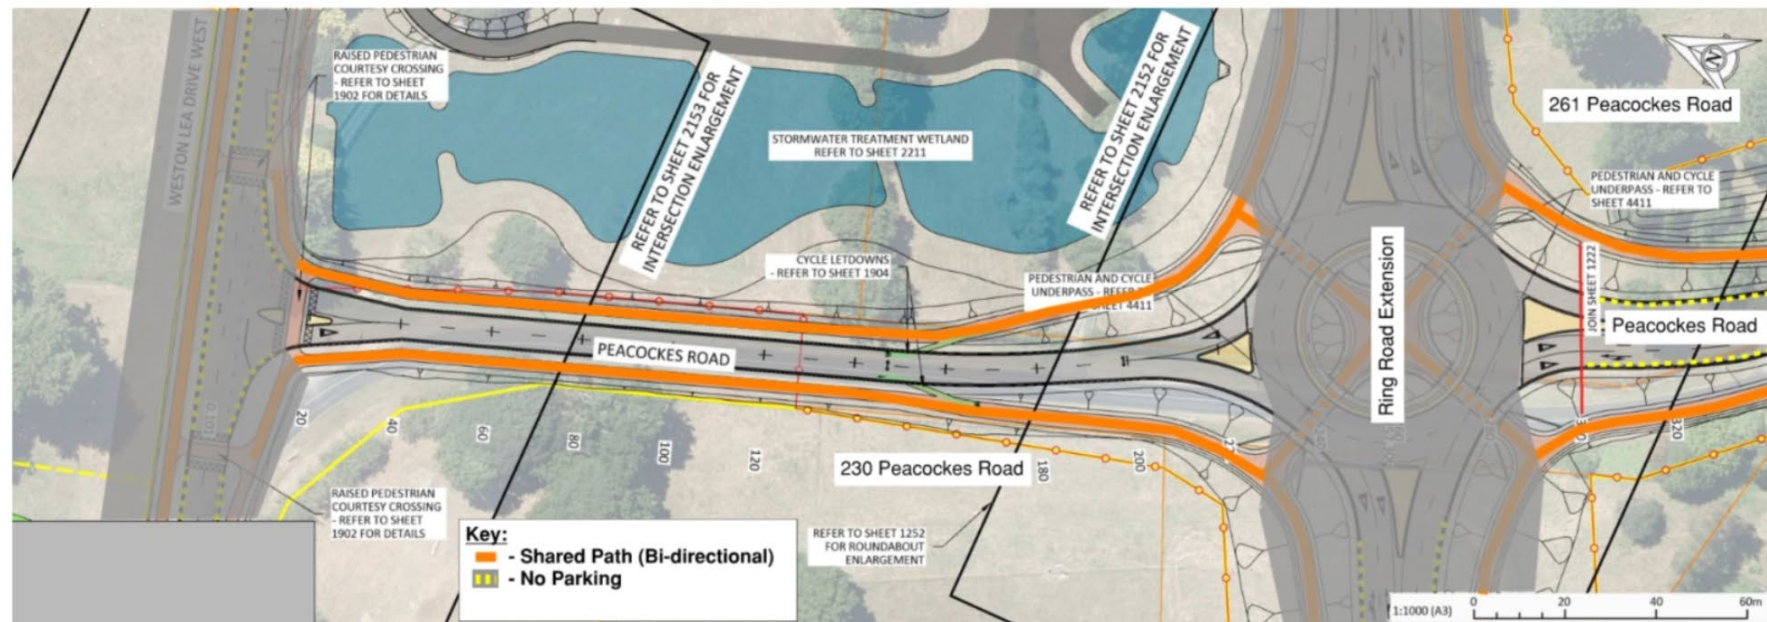 WESTON LEA DRIVE WEST
RAISED PEDESTRIAN
COURTESY CROSSING
- REFER TO SHEET
1902 FOR DETAILS
REFER TO SHEET 2153 FOR
INTERSECTION ENLARGEMENT
STORMWATER TREATMENT WETLAND
REFER TO SHEET 2211
REFER TO SHEET 2152 FOR
INTERSECTION ENLARGEMENT
N
261 Peacockes Road
PEDESTRIAN AND CYCLE
UNDERPASS - REFER TO
SHEET 4411
CYCLE LETDOWNS
- REFER TO SHEET 1904
PEDESTRIAN AND CYCLE
UNDERPASS - REFER TO
SHEET 4411
Ring Road Extension
JOIN SHEET 1222
Peacockes Road
PEACOCKES ROAD
20
40
60
80
100
120
180
200
320
230 Peacockes Road
RAISED PEDESTRIAN
COURTESY CROSSING
- REFER TO SHEET
1902 FOR DETAILS
REFER TO SHEET 1252
FOR ROUNDABOUT
ENLARGEMENT
Key:
- Shared Path (Bi-directional)
- No Parking
1:1000 (A3)
0 20 40 60m